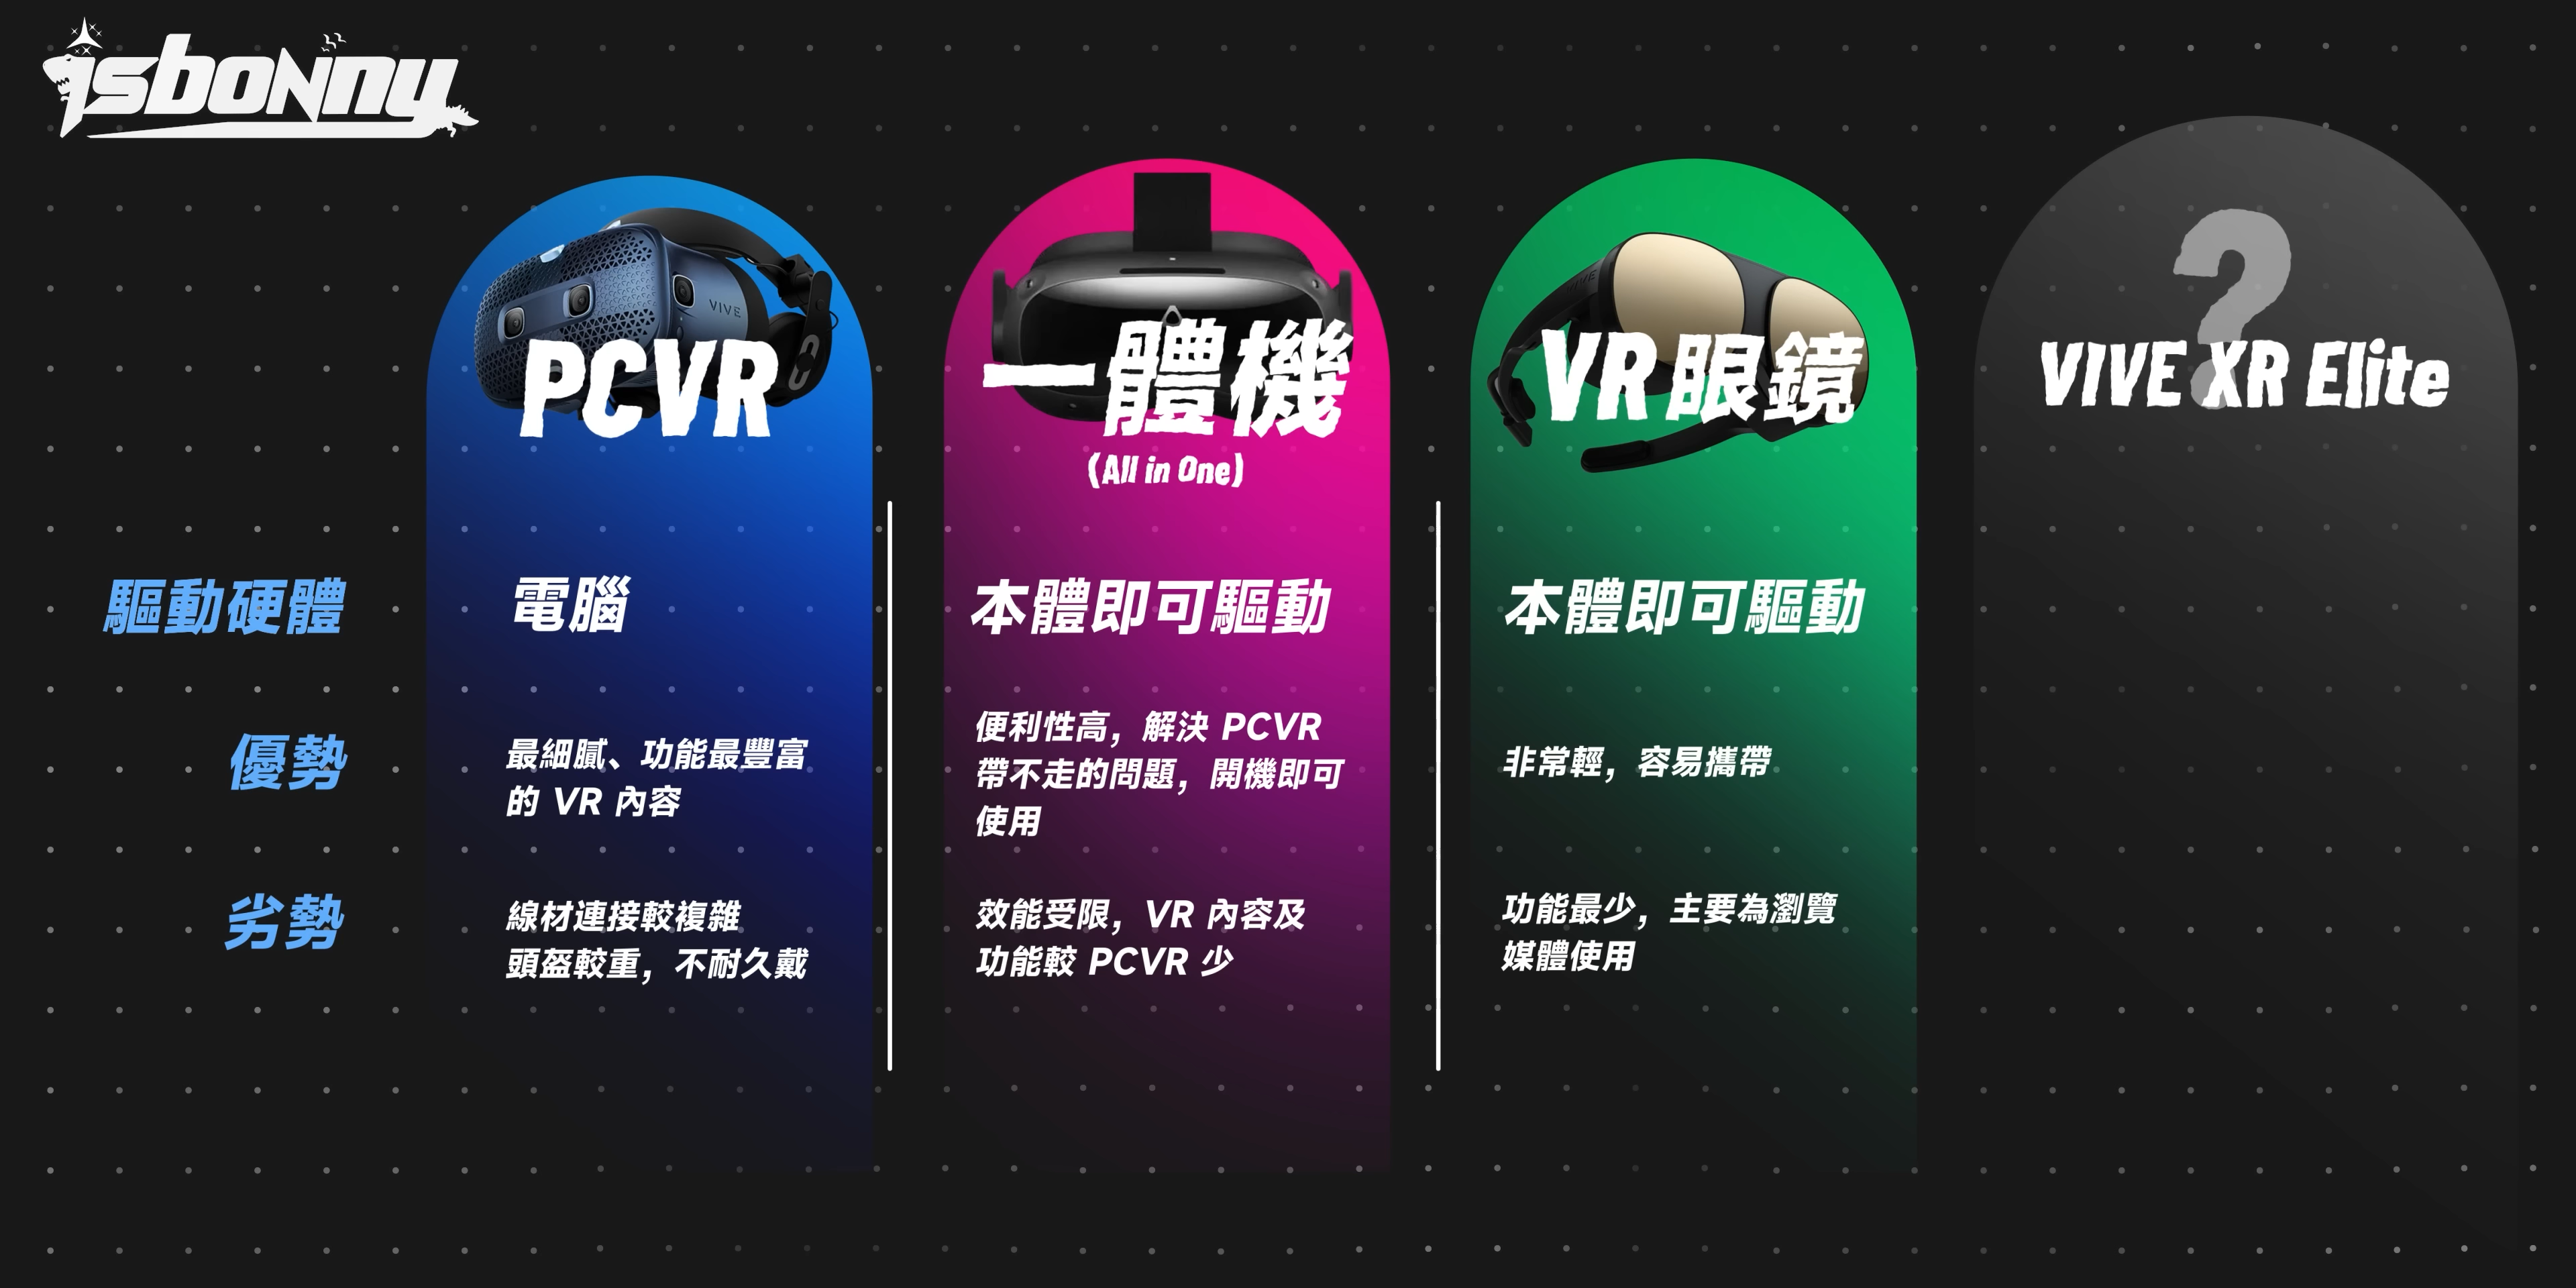 isbonny
VIVE
PCVR
一體機
(All in One)
VIVE
VR 眼鏡
?
VIVE XR Elite
驅動硬體
電腦
本體即可驅動
本體即可驅動
優勢
最細膩、功能最豐富
的 VR 內容
便利性高，解決 PCVR
帶不走的問題，開機即可
使用
非常輕，容易攜帶
劣勢
線材連接較複雜
頭盔較重，不耐久戴
效能受限，VR 內容及
功能較 PCVR 少
功能最少，主要為瀏覽
媒體使用